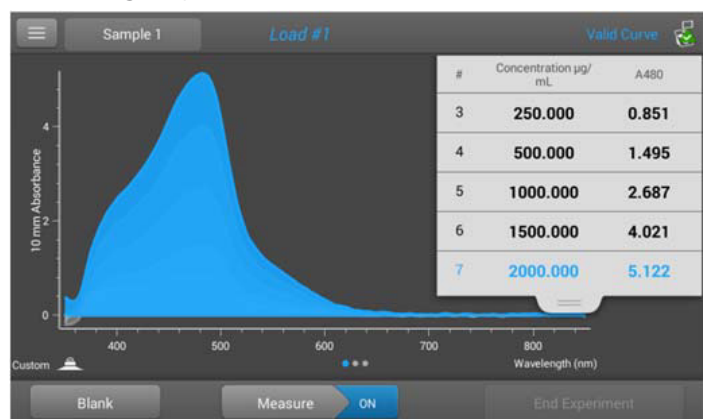 Sample 1 Load #1 Valid Curve
# Concentration µg/
mL A480
3 250.000 0.851
4 500.000 1.495
5 1000.000 2.687
6 1500.000 4.021
7 2000.000 5.122
10 mm Absorbance
4
2
0
400 500 600 700 800
Custom Wavelength (nm)
Blank Measure ON End Experiment